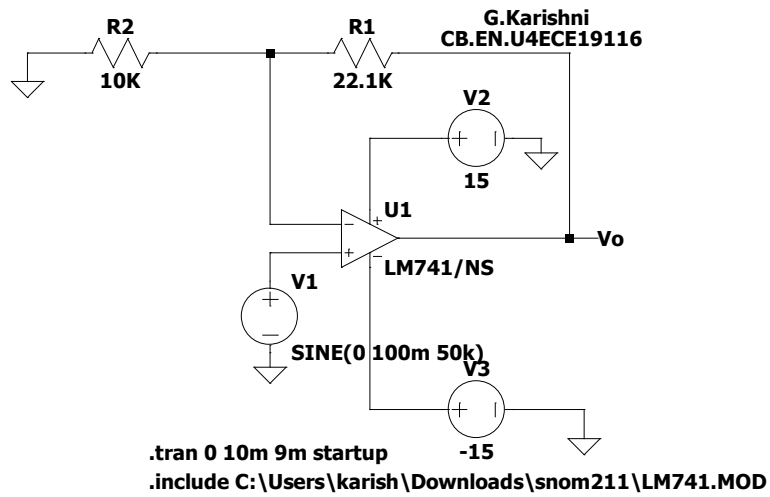 G.Karishni
CB.EN.U4ECE19116
R2
10K
R1
22.1K
V2
15
U1
LM741/NS
Vo
V1
SINE(0 100m 50k)
V3
-15
.tran 0 10m 9m startup
.include C:\Users\karish\Downloads\snom211\LM741.MOD